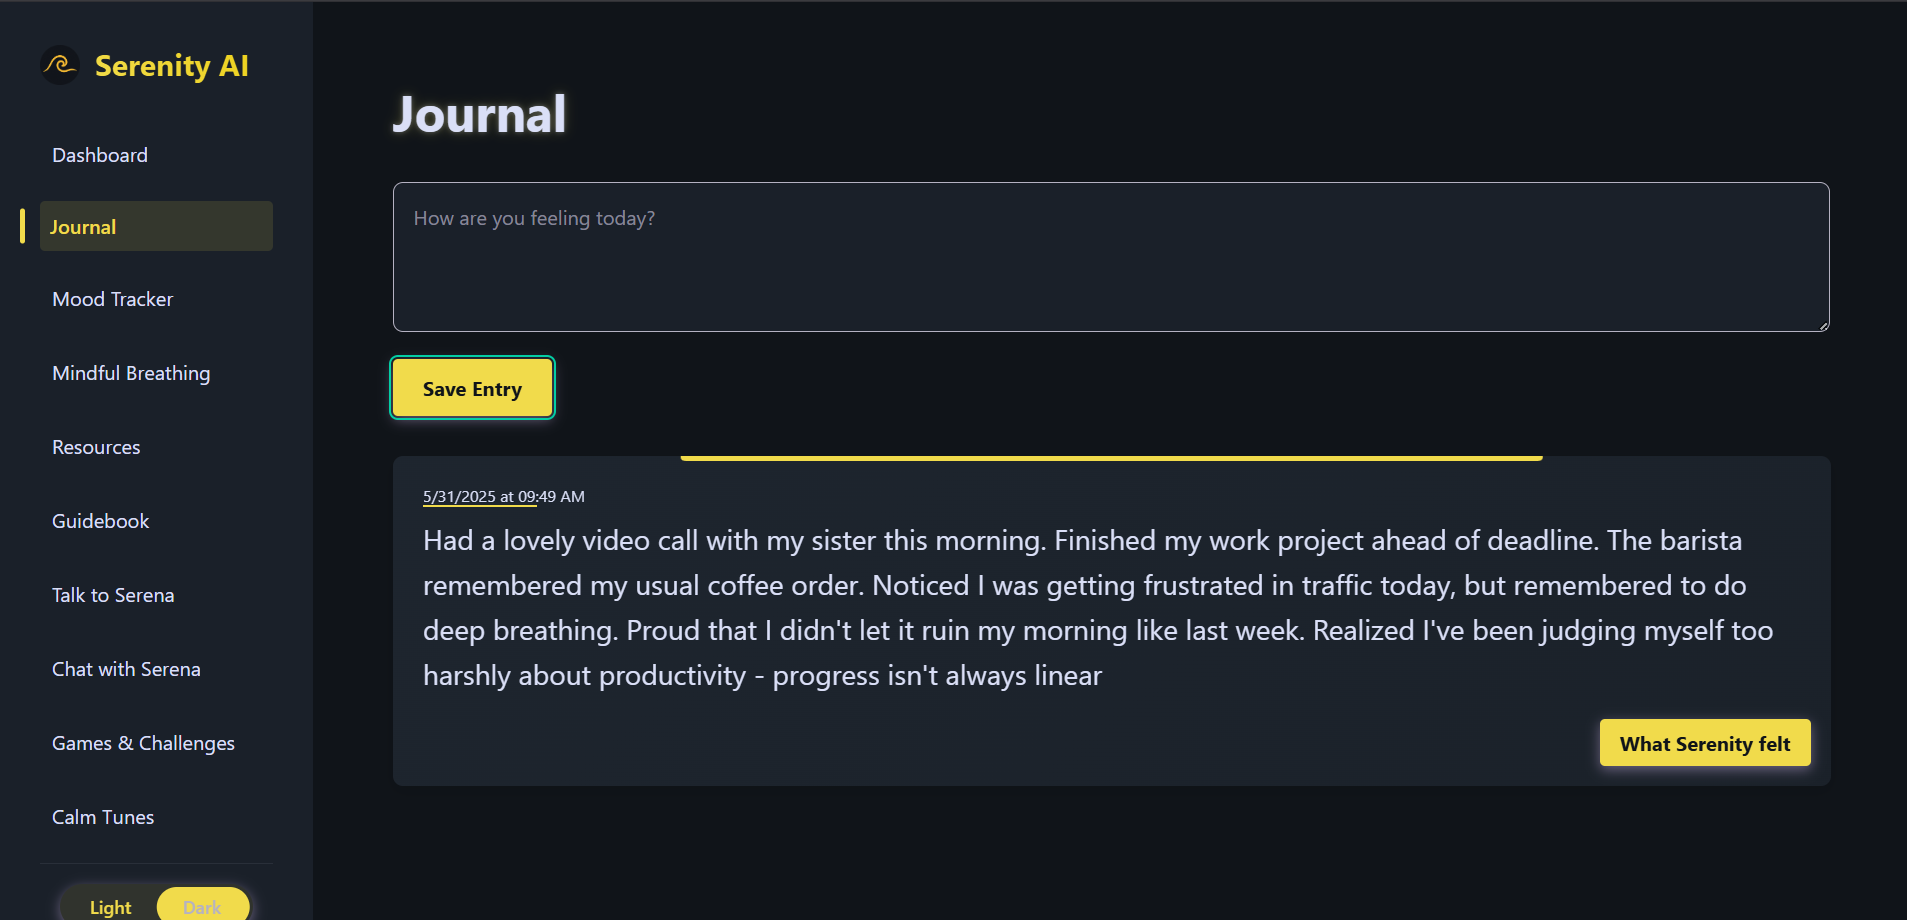 Serenity AI
Dashboard
Journal
Mood Tracker
Mindful Breathing
Resources
Guidebook
Talk to Serena
Chat with Serena
Games & Challenges
Calm Tunes
Light
Dark
Journal
How are you feeling today?
Save Entry
5/31/2025 at 09:49 AM
Had a lovely video call with my sister this morning. Finished my work project ahead of deadline. The barista
remembered my usual coffee order. Noticed I was getting frustrated in traffic today, but remembered to do
deep breathing. Proud that I didn't let it ruin my morning like last week. Realized I've been judging myself too
harshly about productivity - progress isn't always linear
What Serenity felt